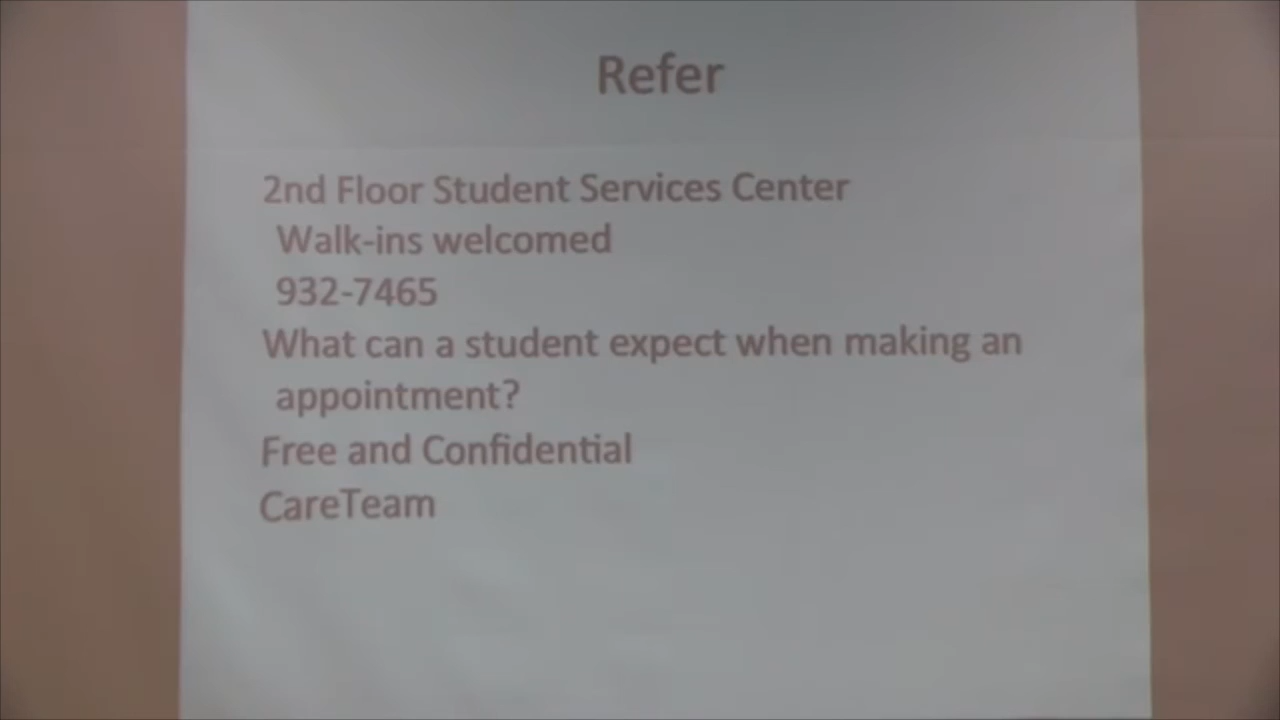 Refer
2nd Floor Student Services Center
Walk-ins welcomed
932-7465
What can a student expect when making an
appointment?
Free and Confidential
CareTeam